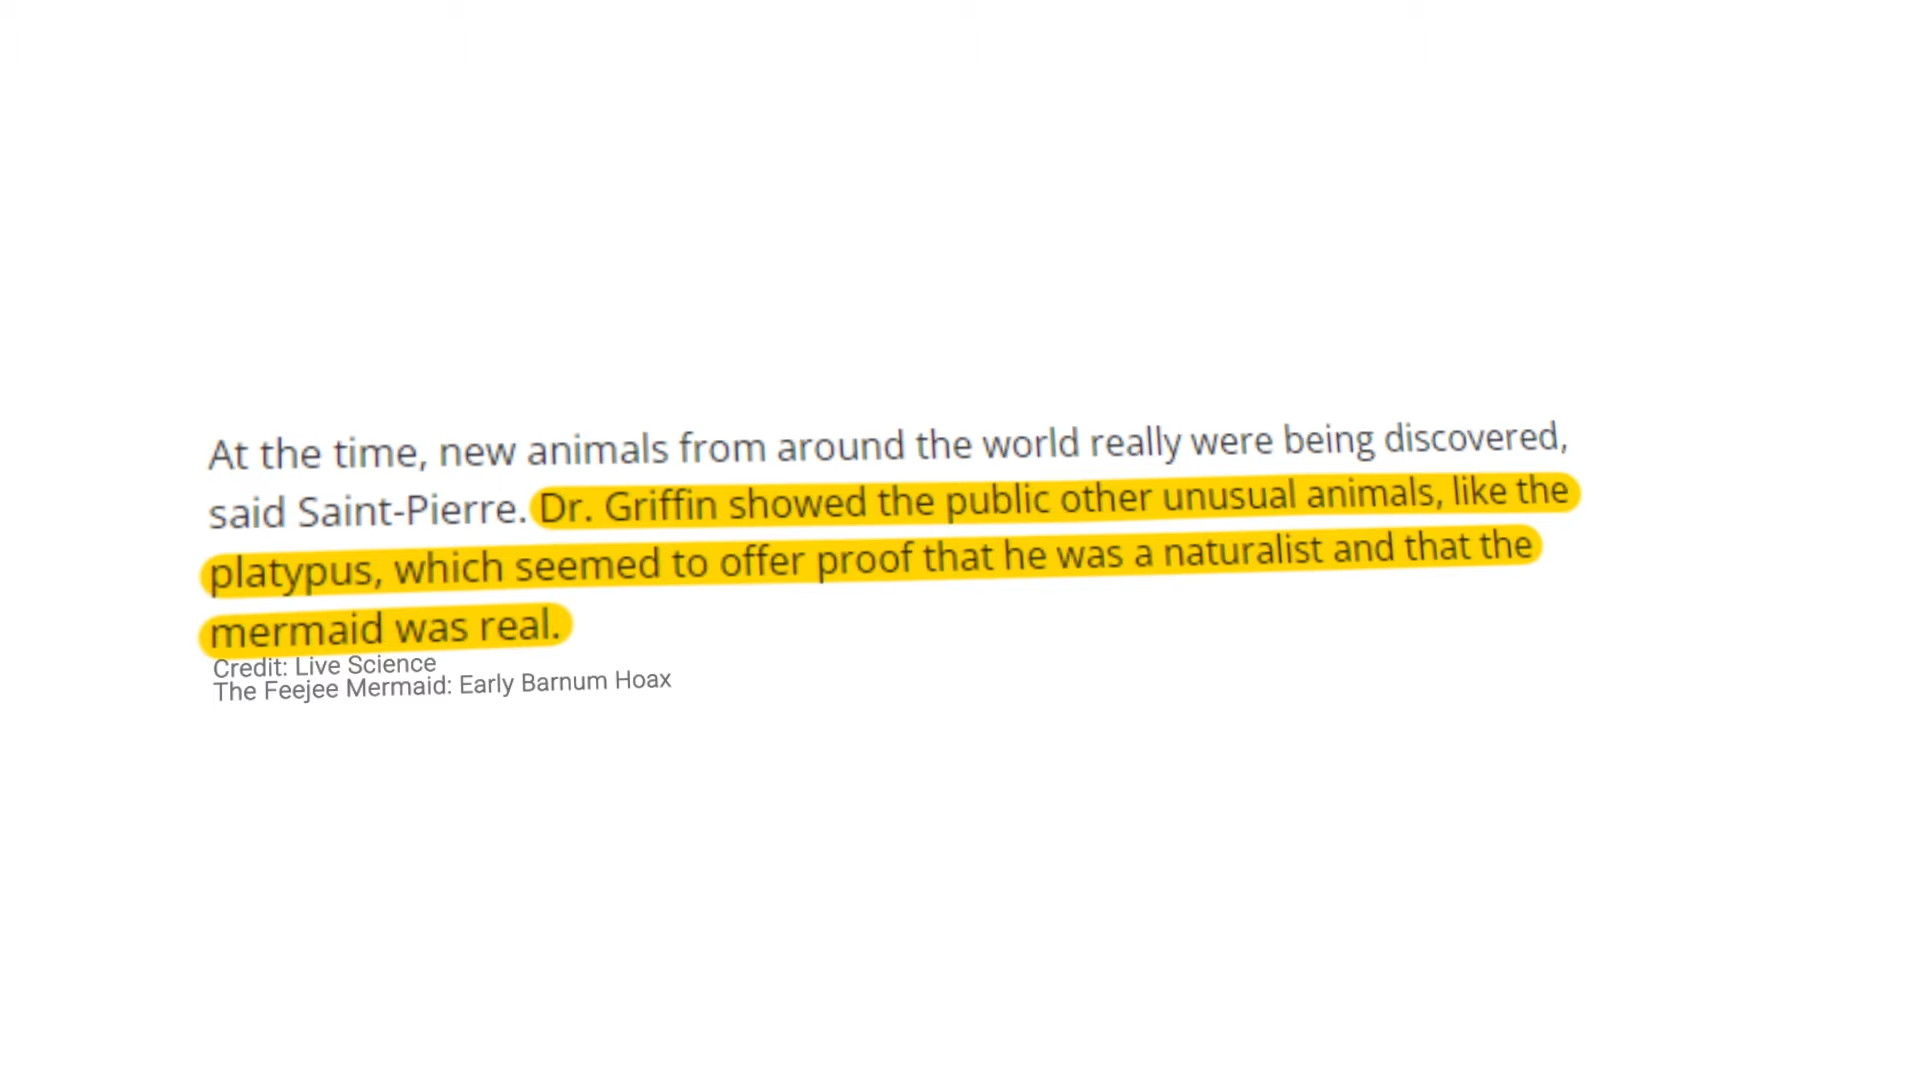 At the time, new animals from around the world really were being discovered,
said Saint-Pierre. Dr. Griffin showed the public other unusual animals, like the
platypus, which seemed to offer proof that he was a naturalist and that the
mermaid was real.
Credit: Live Science
The Feejee Mermaid: Early Barnum Hoax